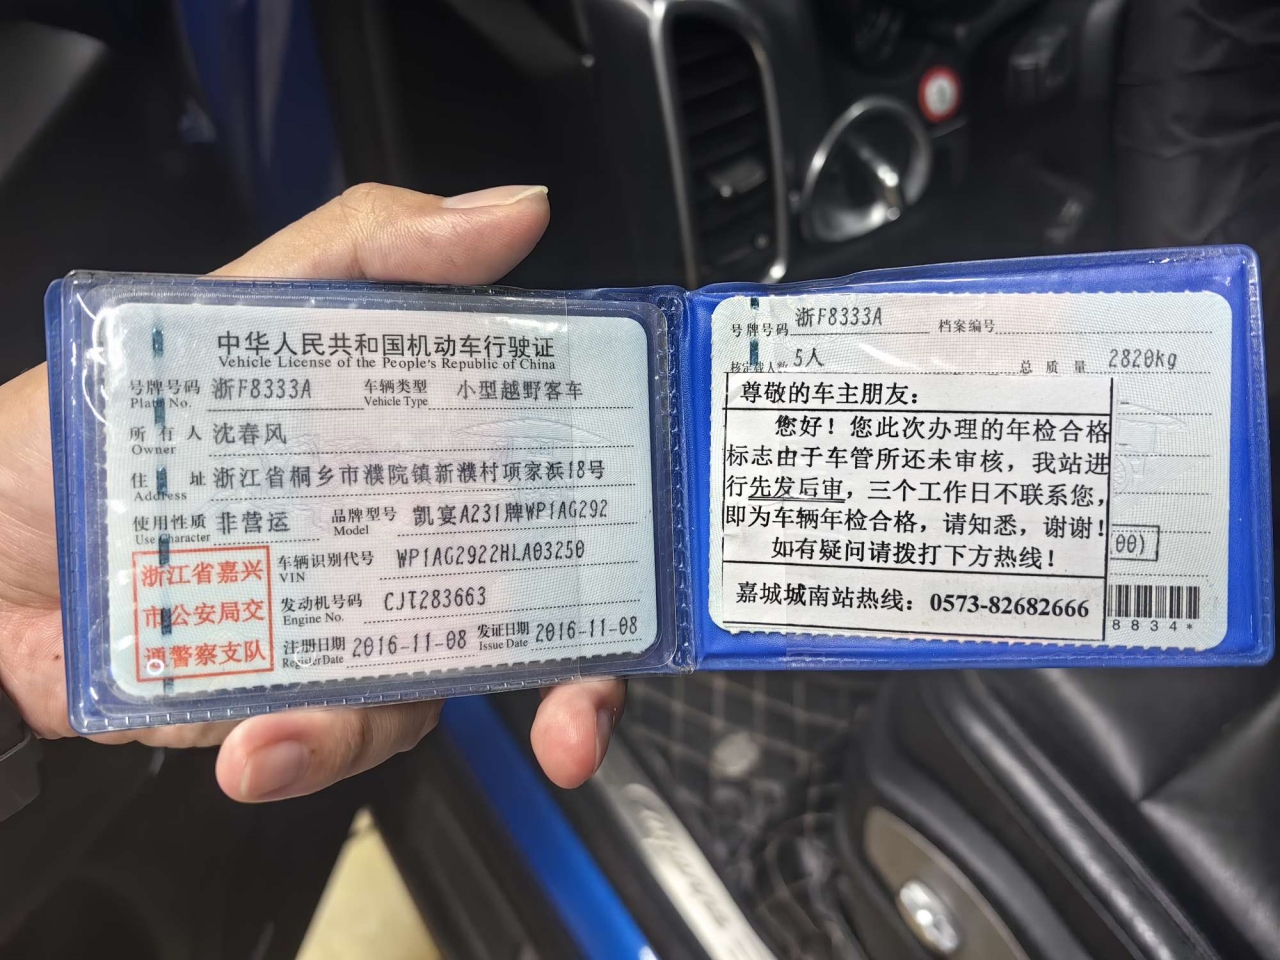 中华人民共和国机动车行驶证
Vehicle License of the People's Republic of China
号牌号码 浙F8333A 车辆类型 小型越野客车
Plate No. Vehicle Type
所有人 沈春风
Owner
住址 浙江省桐乡市濮院镇新濮村项家浜18号
Address
使用性质 非营运 品牌型号 凯宴A231牌WP1AG292
Use Character Model
浙江省嘉兴
市公安局交
通警察支队
车辆识别代号 WP1AG2922HLA03250
VIN
发动机号码 CJT283663
Engine No.
注册日期 2016-11-08 发证日期 2016-11-08
Register Date Issue Date
号牌号码 浙F8333A 档案编号
核定载人数 5人 总质量 2820kg
尊敬的车主朋友：
您好！您此次办理的年检合格
标志由于车管所还未审核，我站进
行先发后审，三个工作日不联系您，
即为车辆年检合格，请知悉，谢谢！
如有疑问请拨打下方热线！
嘉城城南站热线：0573-82682666
00)
8834*